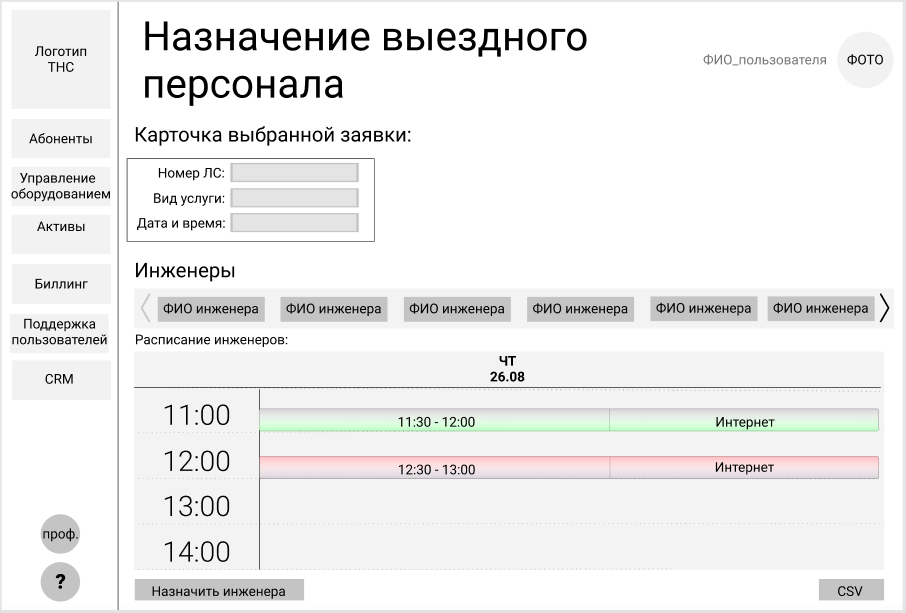 Логотип
ТНС
Назначение выездного
персонала
ФИО_пользователя
ФОТО
Абоненты
Управление
оборудованием
Активы
Биллинг
Поддержка
пользователей
CRM
проф.
?
Карточка выбранной заявки:
Номер ЛС:
Вид услуги:
Дата и время:
Инженеры
ФИО инженера
ФИО инженера
ФИО инженера
ФИО инженера
ФИО инженера
ФИО инженера
Расписание инженеров:
ЧТ
26.08
11:00
11:30 - 12:00 Интернет
12:00
12:30 - 13:00 Интернет
13:00
14:00
Назначить инженера
CSV